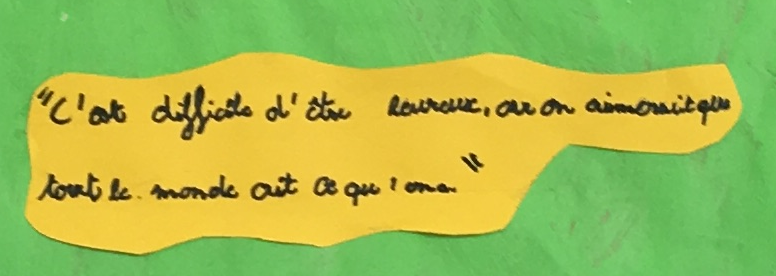 "C'est difficile d'être heureux, car on aimerait que
tout le monde ait ce qu'on a."